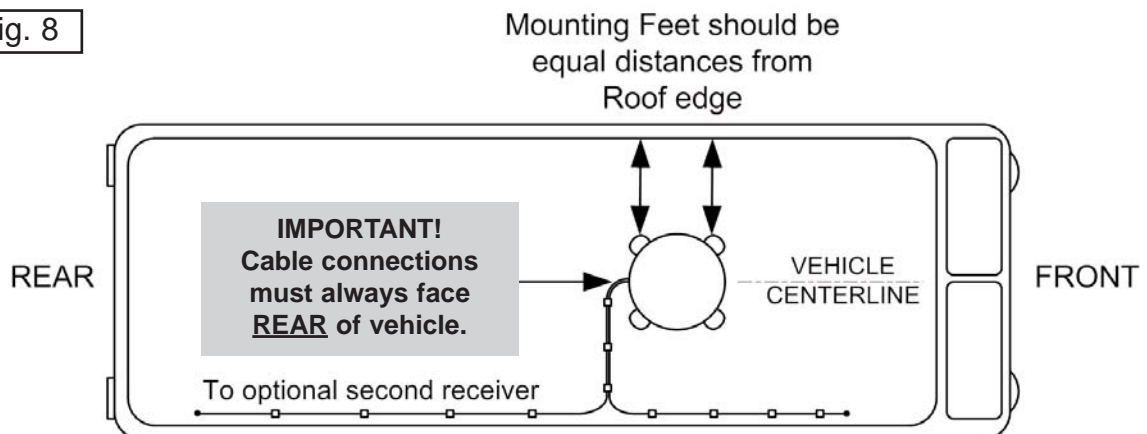 ig. 8
Mounting Feet should be
equal distances from
Roof edge
IMPORTANT!
Cable connections
must always face
REAR of vehicle.
REAR
VEHICLE
CENTERLINE
FRONT
To optional second receiver